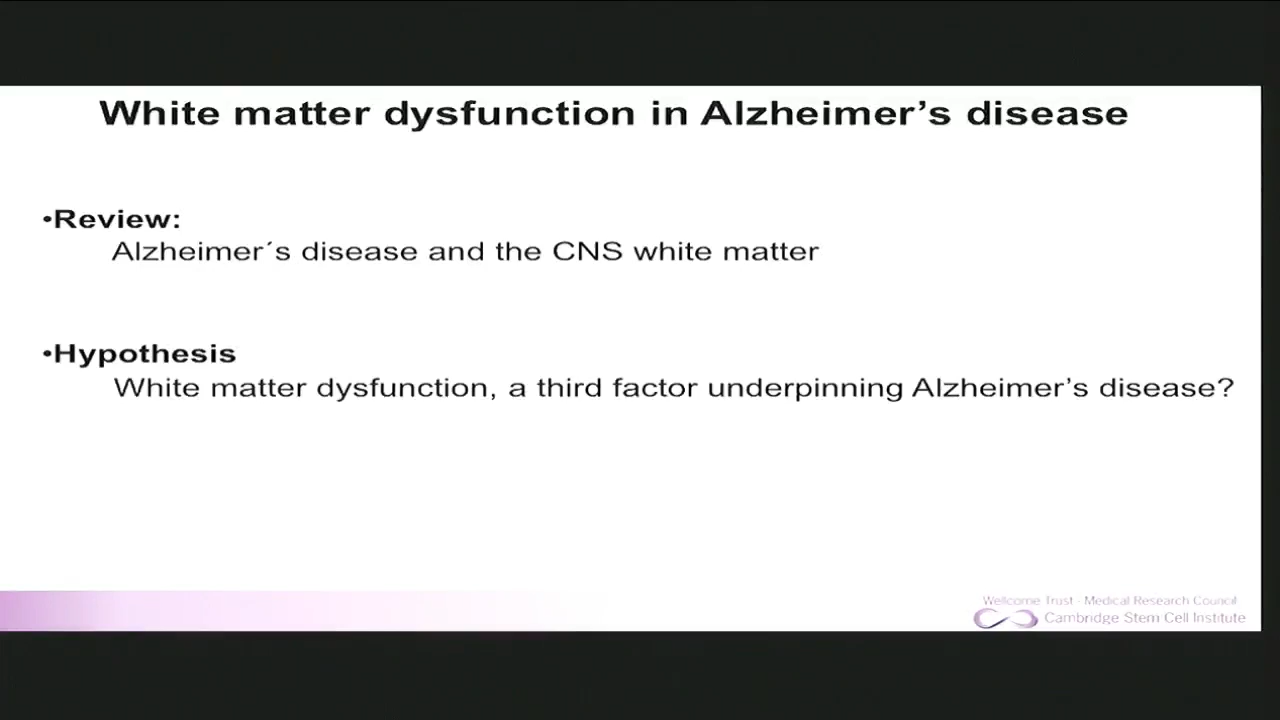 White matter dysfunction in Alzheimer’s disease
•Review:
Alzheimer´s disease and the CNS white matter
•Hypothesis
White matter dysfunction, a third factor underpinning Alzheimer’s disease?
Wellcome Trust - Medical Research Council
Cambridge Stem Cell Institute